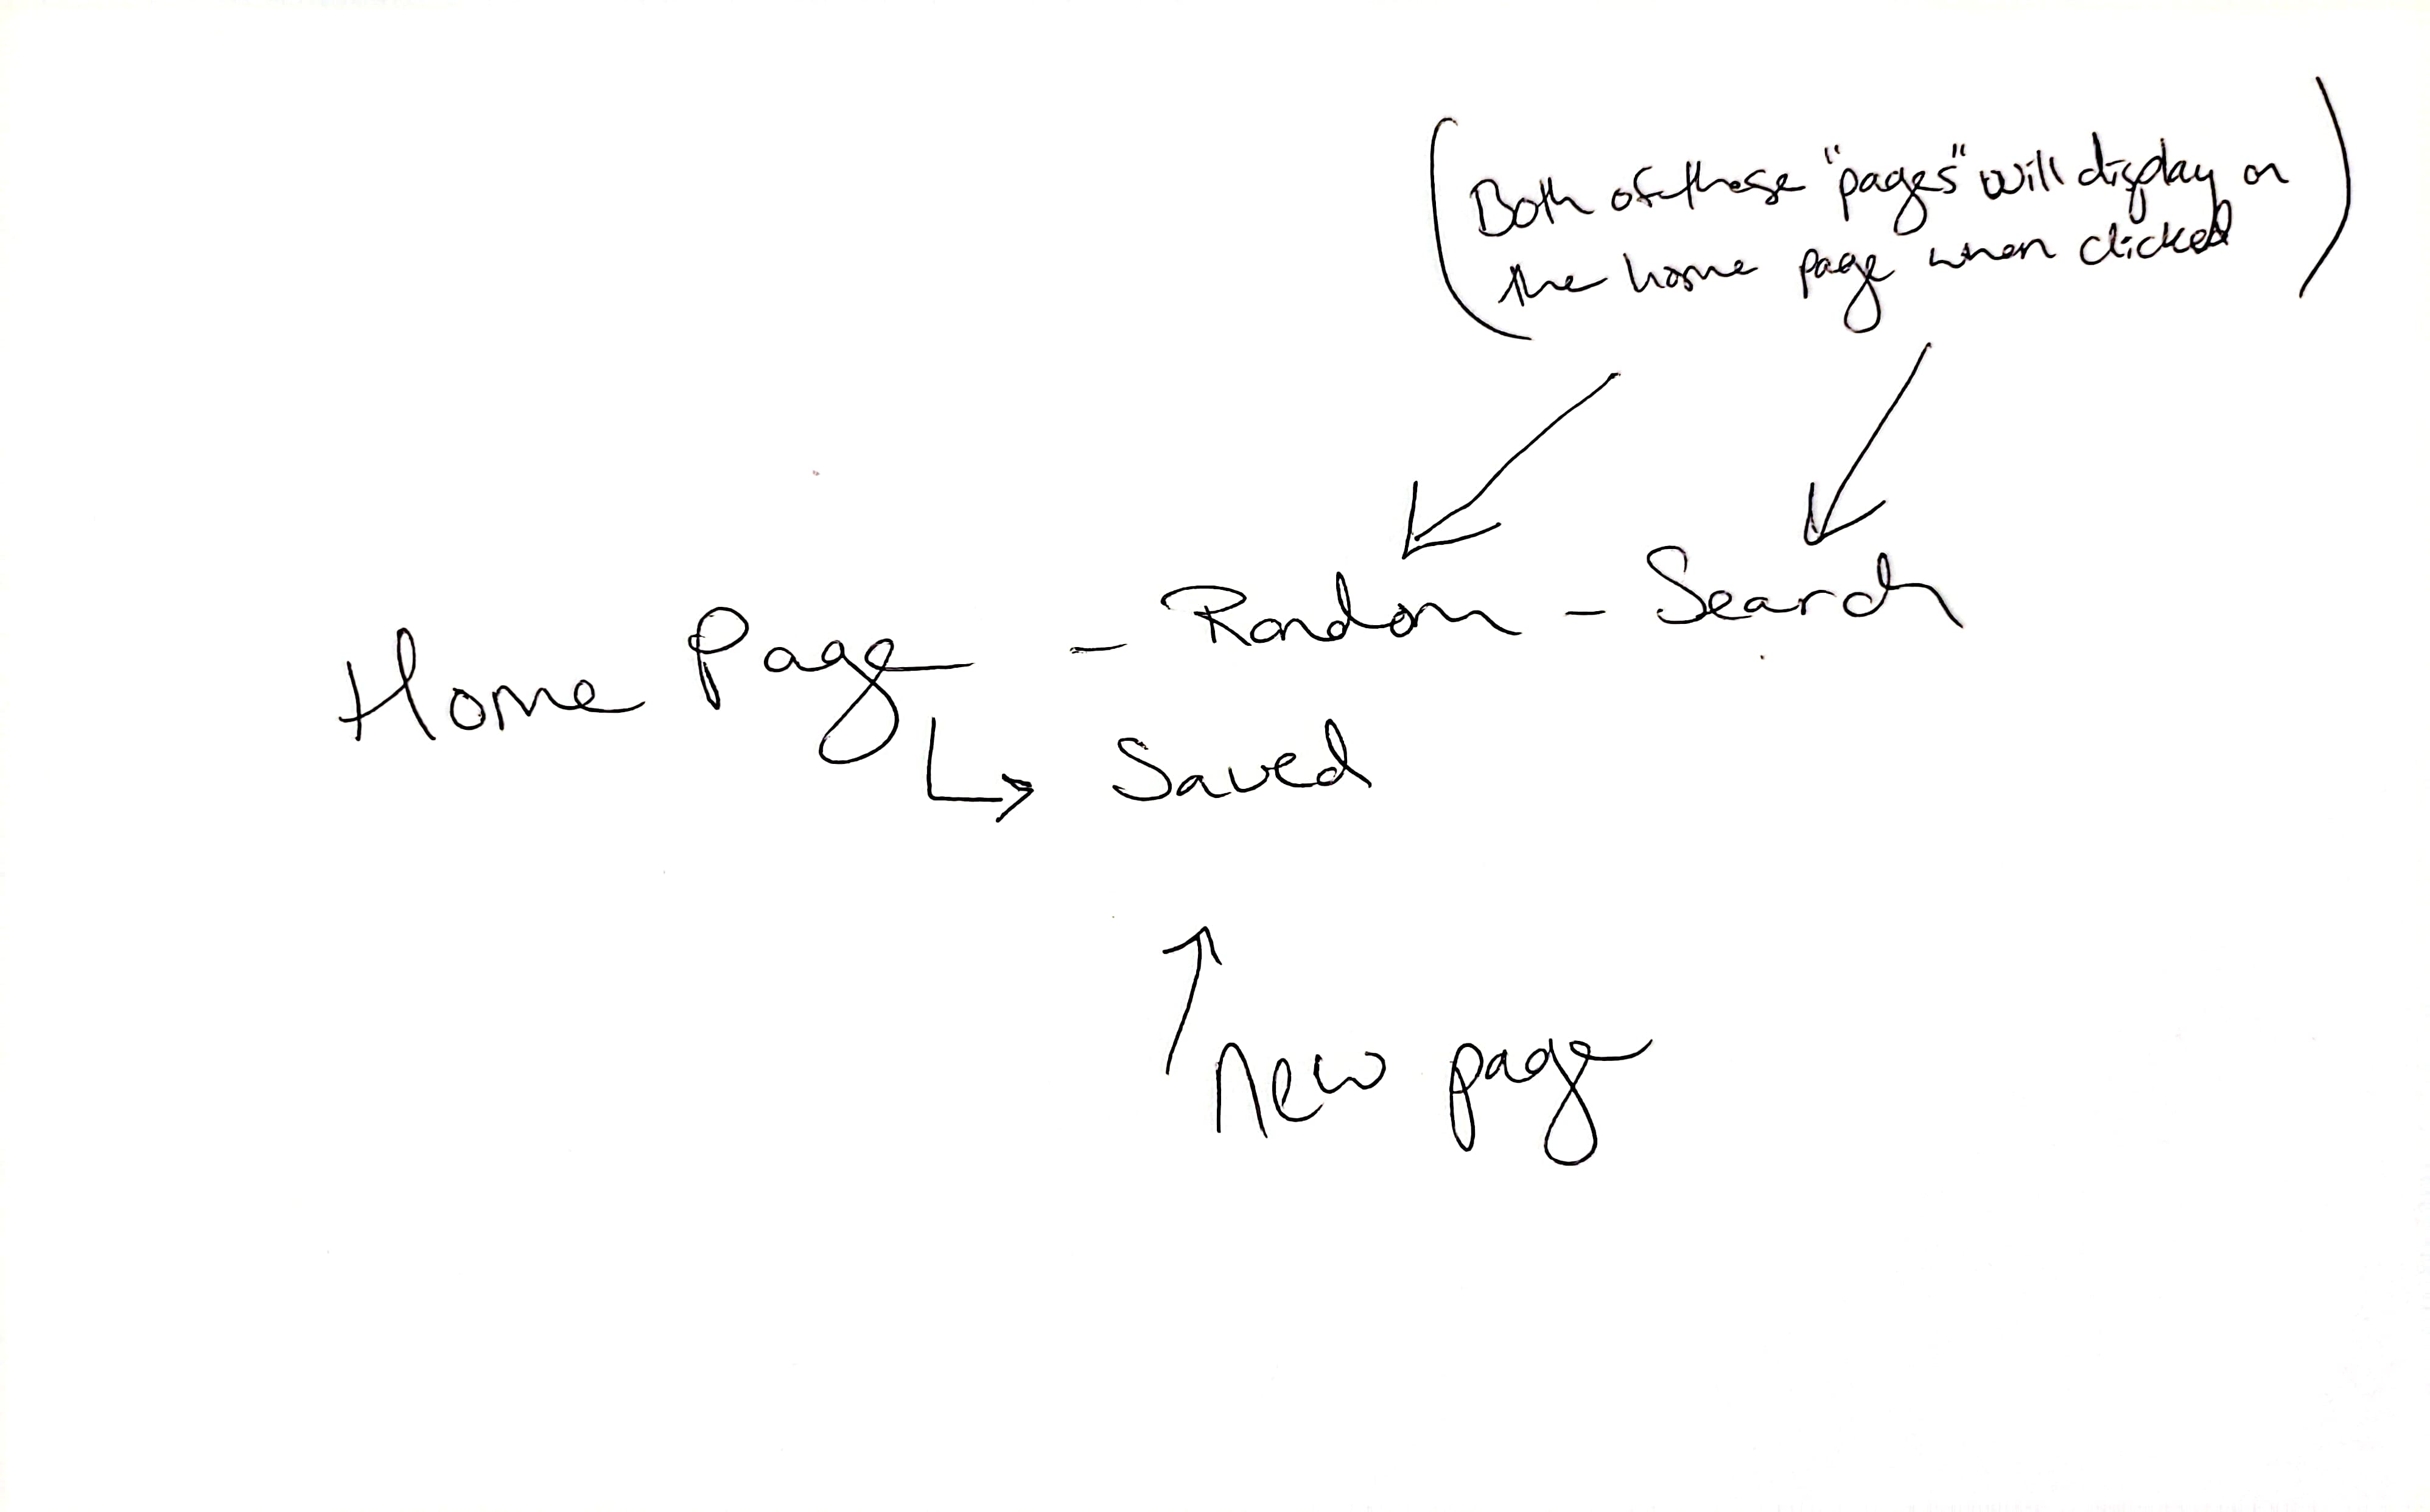 (Both of these "pages" will display on
the home page when clicked)
Home Page - Random - Search
↳ Saved
↑ New page